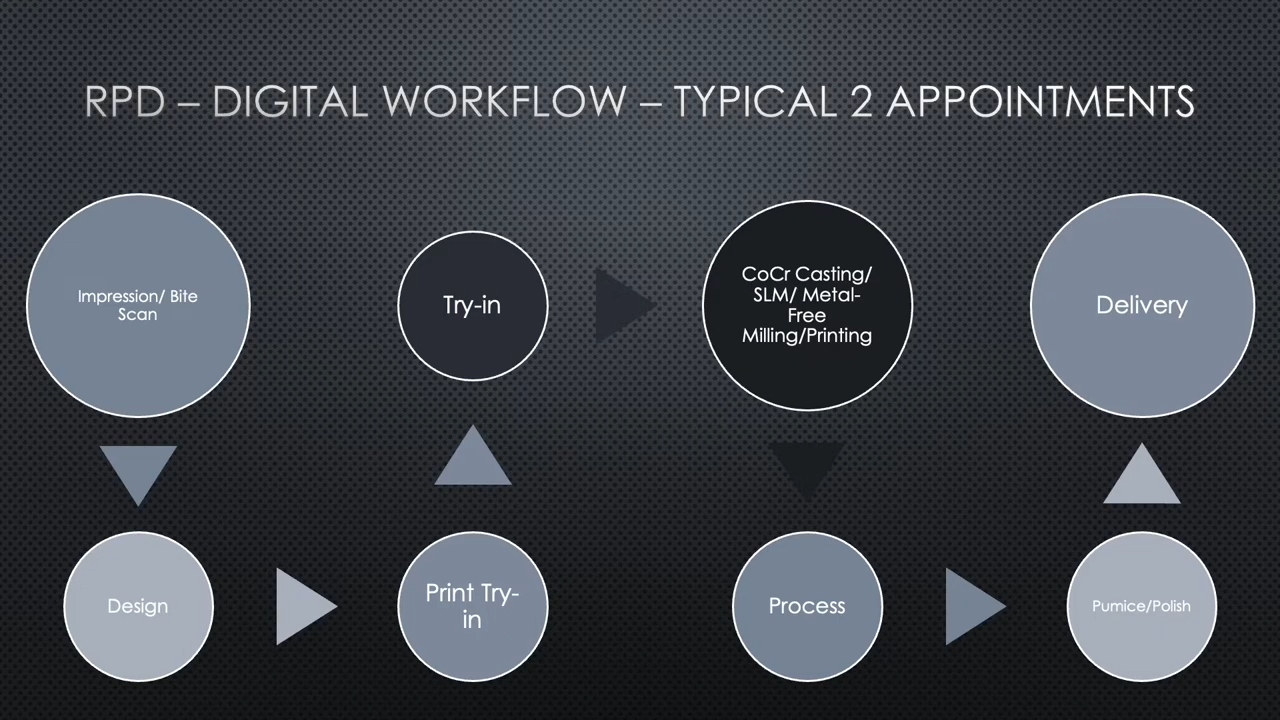 RPD – DIGITAL WORKFLOW – TYPICAL 2 APPOINTMENTS
Impression/ Bite
Scan
Design
Print Try-
in
Try-in
CoCr Casting/
SLM/ Metal-
Free
Milling/Printing
Process
Pumice/Polish
Delivery